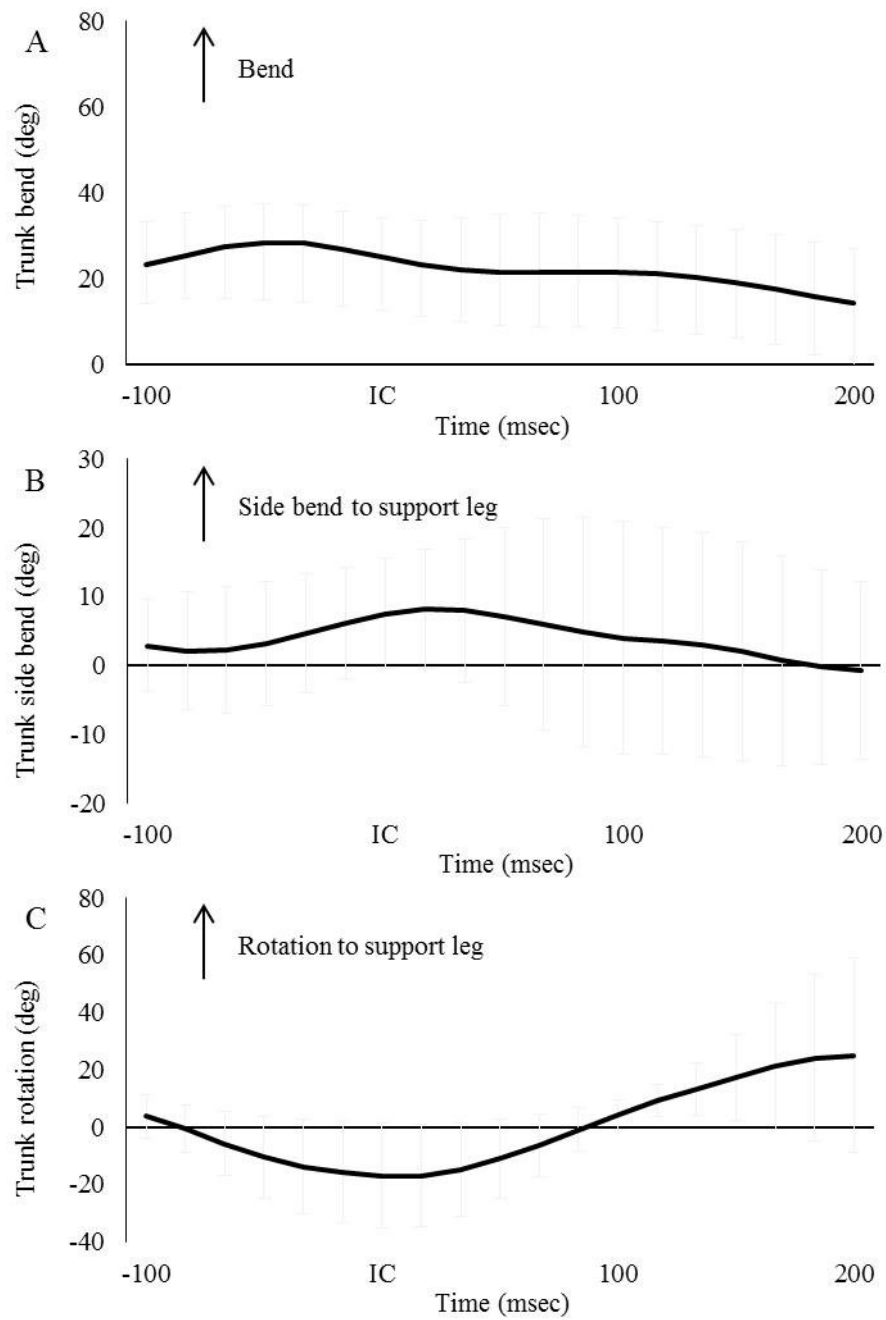 A
Bend
Trunk bend (deg)
80
60
40
20
0
-100 IC 100 200
Time (msec)
B
Side bend to support leg
Trunk side bend (deg)
30
20
10
0
-10
-20
-100 IC 100 200
Time (msec)
C
Rotation to support leg
Trunk rotation (deg)
80
60
40
20
0
-20
-40
-100 IC 100 200
Time (msec)